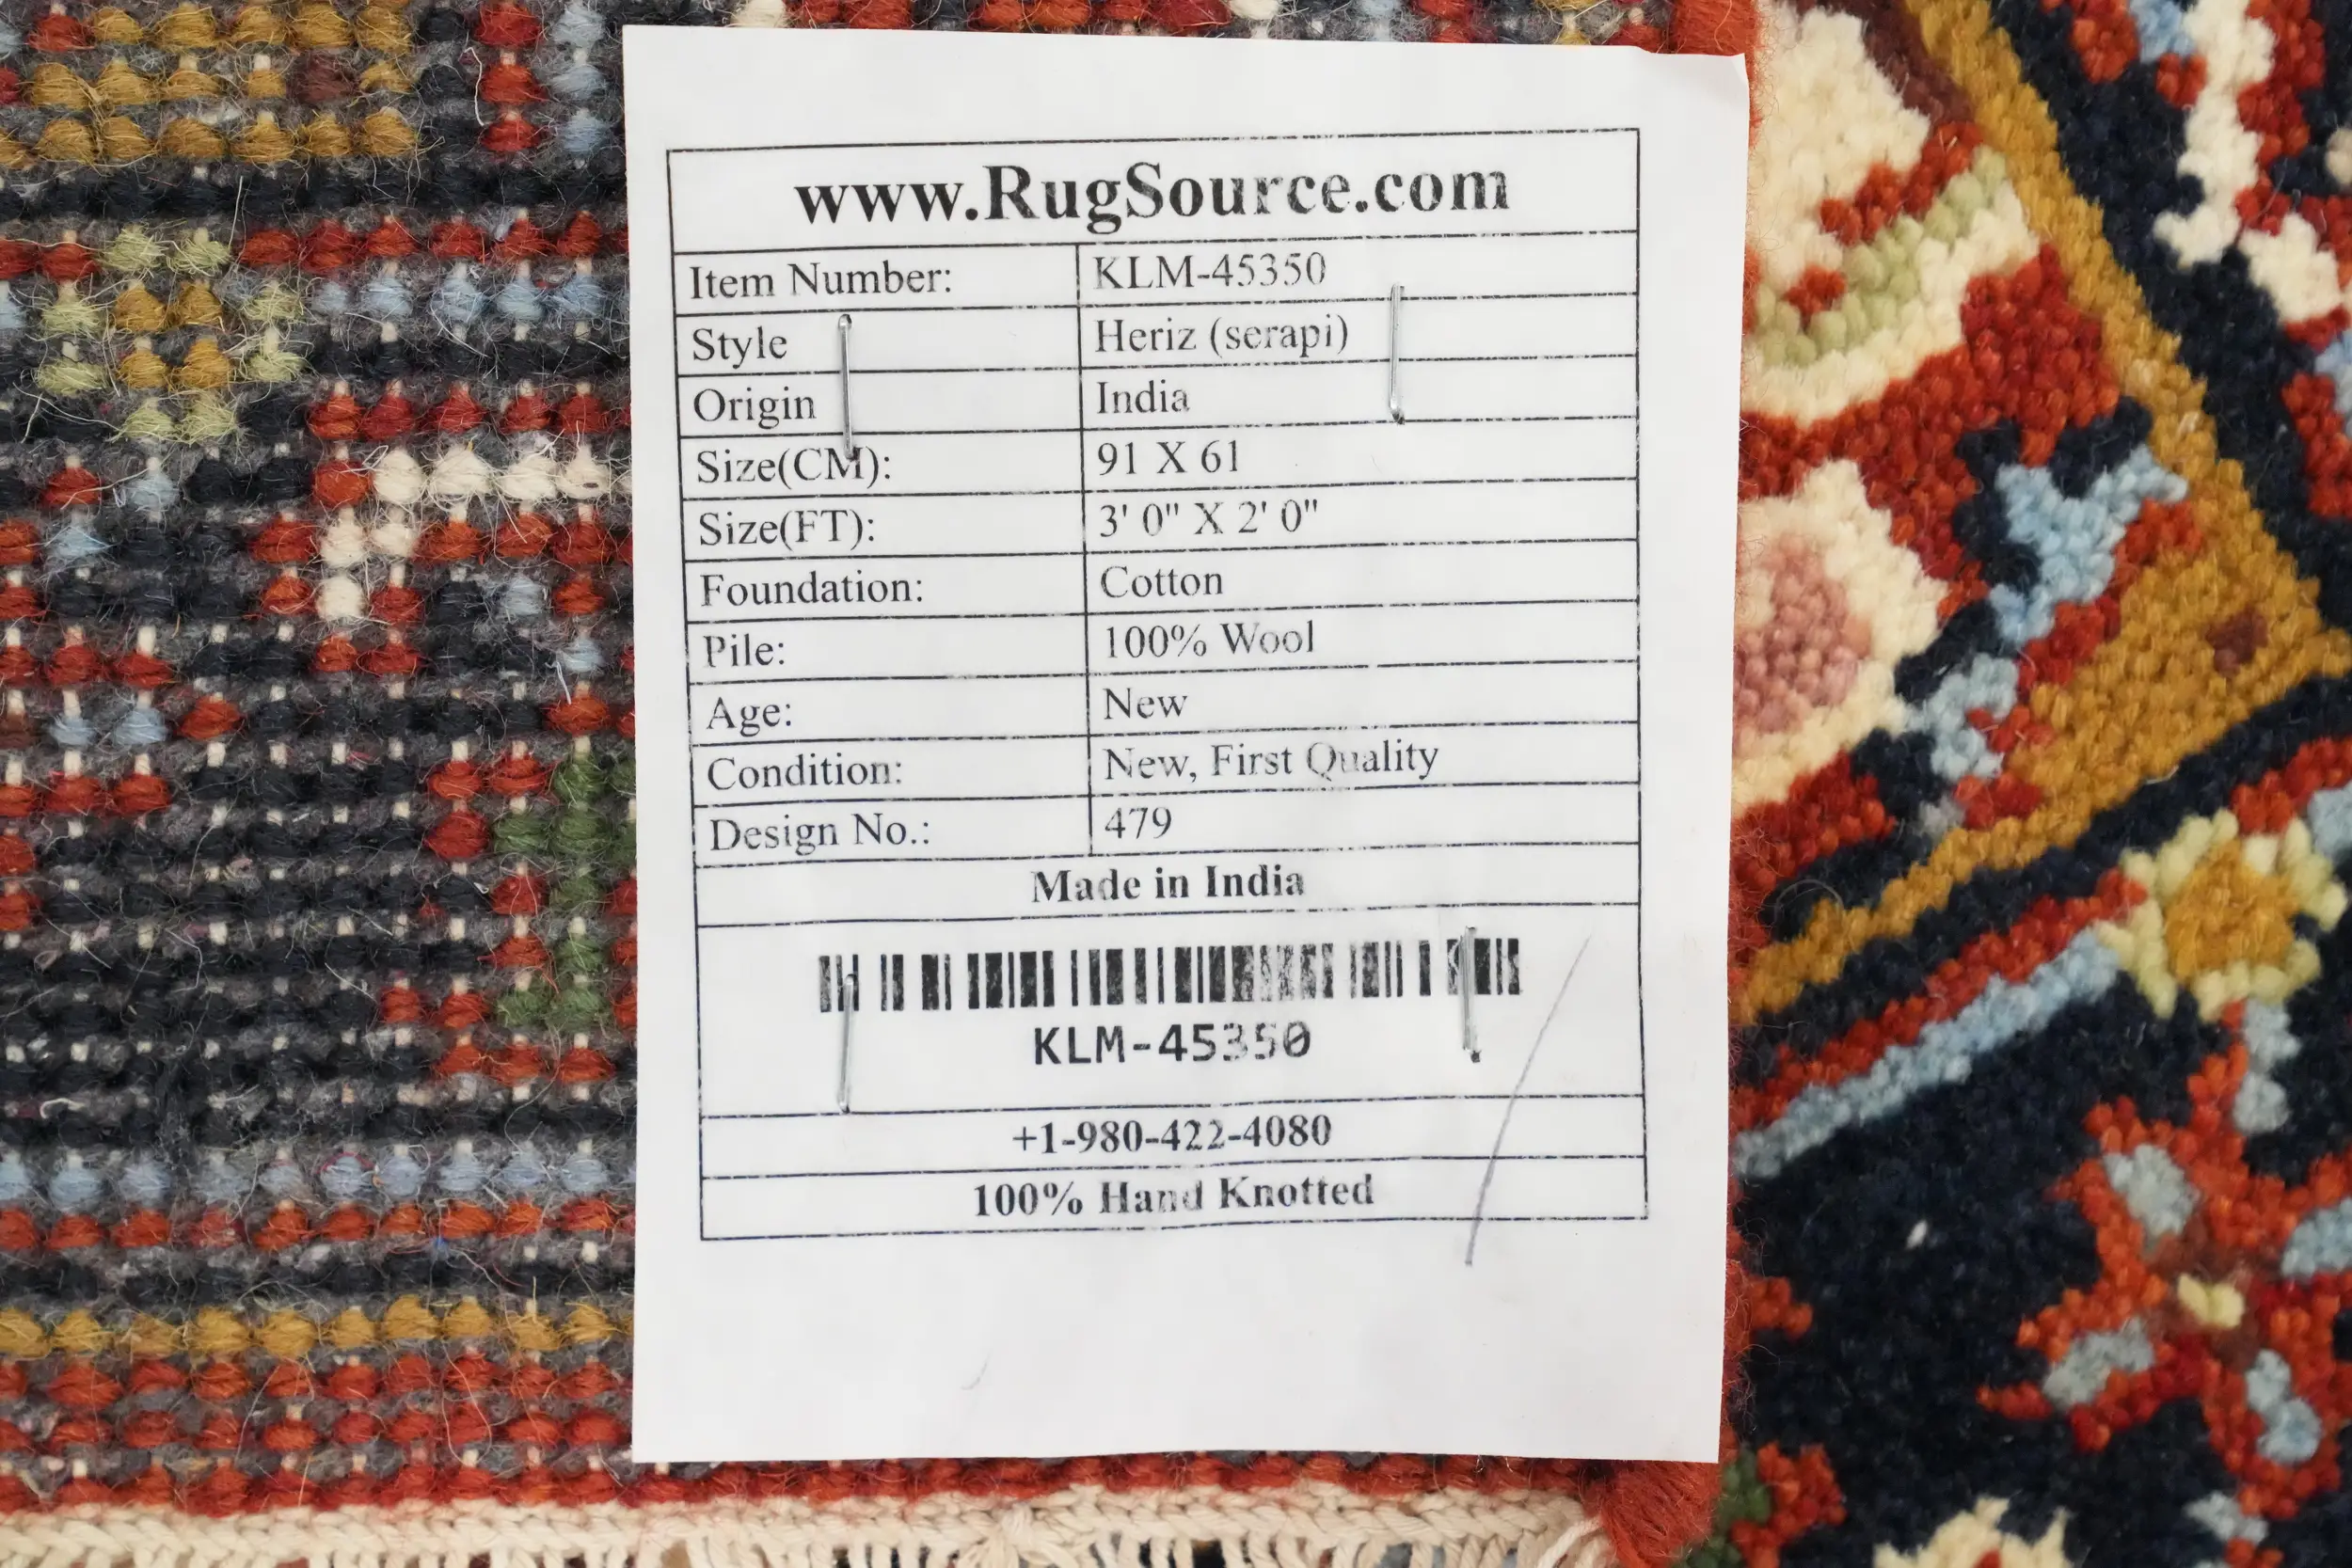 www.RugSource.com
Item Number: KLM-45350
Style Heriz (serapi)
Origin India
Size(CM): 91 X 61
Size(FT): 3' 0" X 2' 0"
Foundation: Cotton
Pile: 100% Wool
Age: New
Condition: New, First Quality
Design No.: 479
Made in India
KLM-45350
+1-980-422-4080
100% Hand Knotted